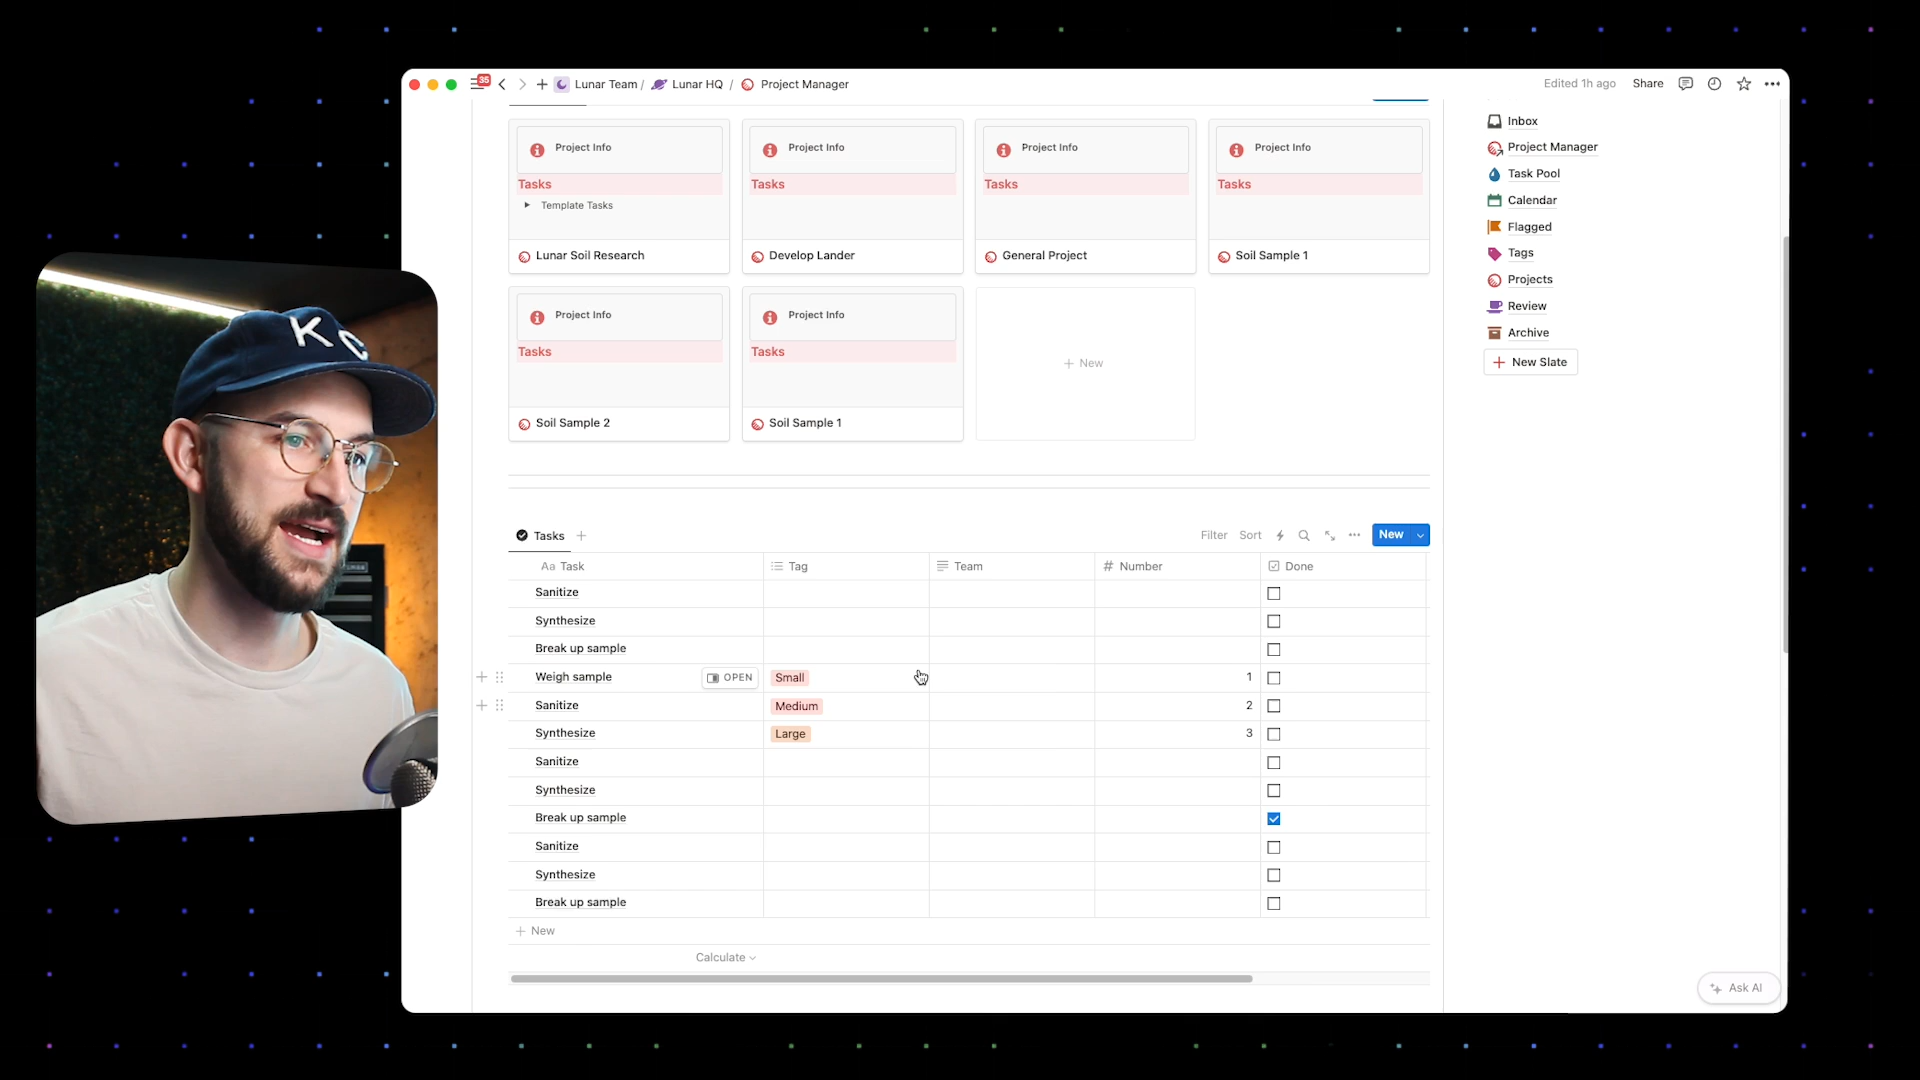 35
Lunar Team / Lunar HQ / Project Manager
Edited 1h ago Share
Project Info Project Info Project Info Project Info
Tasks Tasks Tasks Tasks
Template Tasks
Lunar Soil Research Develop Lander General Project Soil Sample 1
Project Info Project Info
Tasks Tasks
+ New
Soil Sample 2 Soil Sample 1
Tasks +
Filter Sort New
Aa Task Tag Team # Number Done
Sanitize
Synthesize
Break up sample
Weigh sample OPEN Small 1
Sanitize Medium 2
Synthesize Large 3
Sanitize
Synthesize
Break up sample
Sanitize
Synthesize
Break up sample
+ New
Calculate
Inbox
Project Manager
Task Pool
Calendar
Flagged
Tags
Projects
Review
Archive
+ New Slate
Ask AI
KC